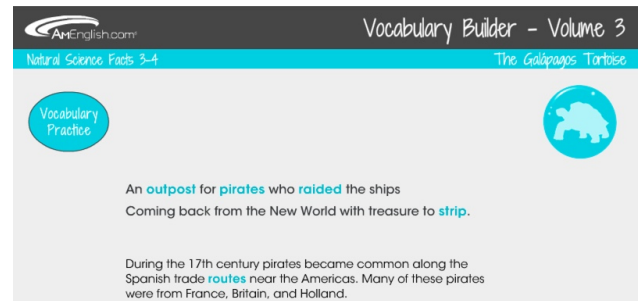 AMEnglish.com
Vocabulary Builder – Volume 3
Natural Science Facts 3-4
The Galápagos Tortoise
Vocabulary
Practice
An outpost for pirates who raided the ships
Coming back from the New World with treasure to strip.
During the 17th century pirates became common along the
Spanish trade routes near the Americas. Many of these pirates
were from France, Britain, and Holland.